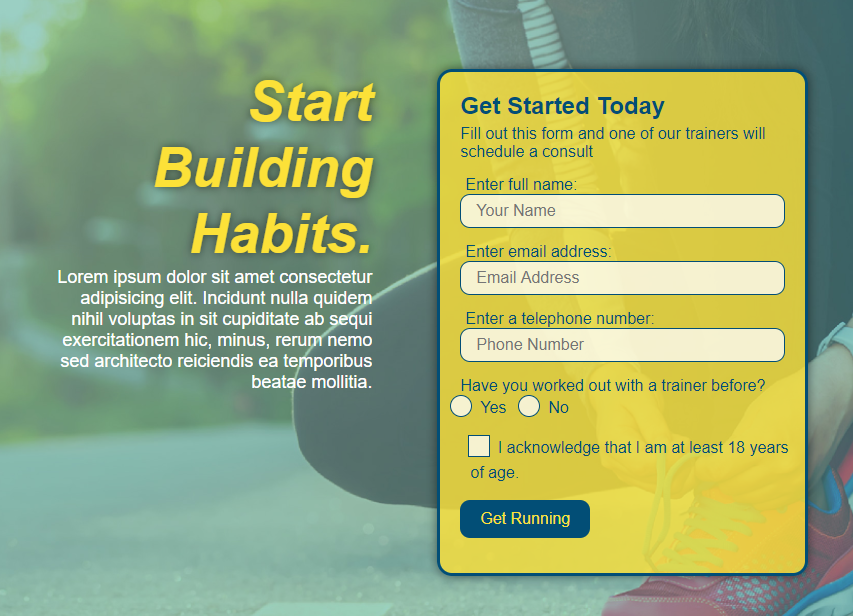 Start
Building
Habits.
Lorem ipsum dolor sit amet consectetur
adipisicing elit. Incidunt nulla quidem
nihil voluptas in sit cupiditate ab sequi
exercitationem hic, minus, rerum nemo
sed architecto reiciendis ea temporibus
beatae mollitia.
Get Started Today
Fill out this form and one of our trainers will
schedule a consult
Enter full name:
Your Name
Enter email address:
Email Address
Enter a telephone number:
Phone Number
Have you worked out with a trainer before?
Yes No
I acknowledge that I am at least 18 years
of age.
Get Running